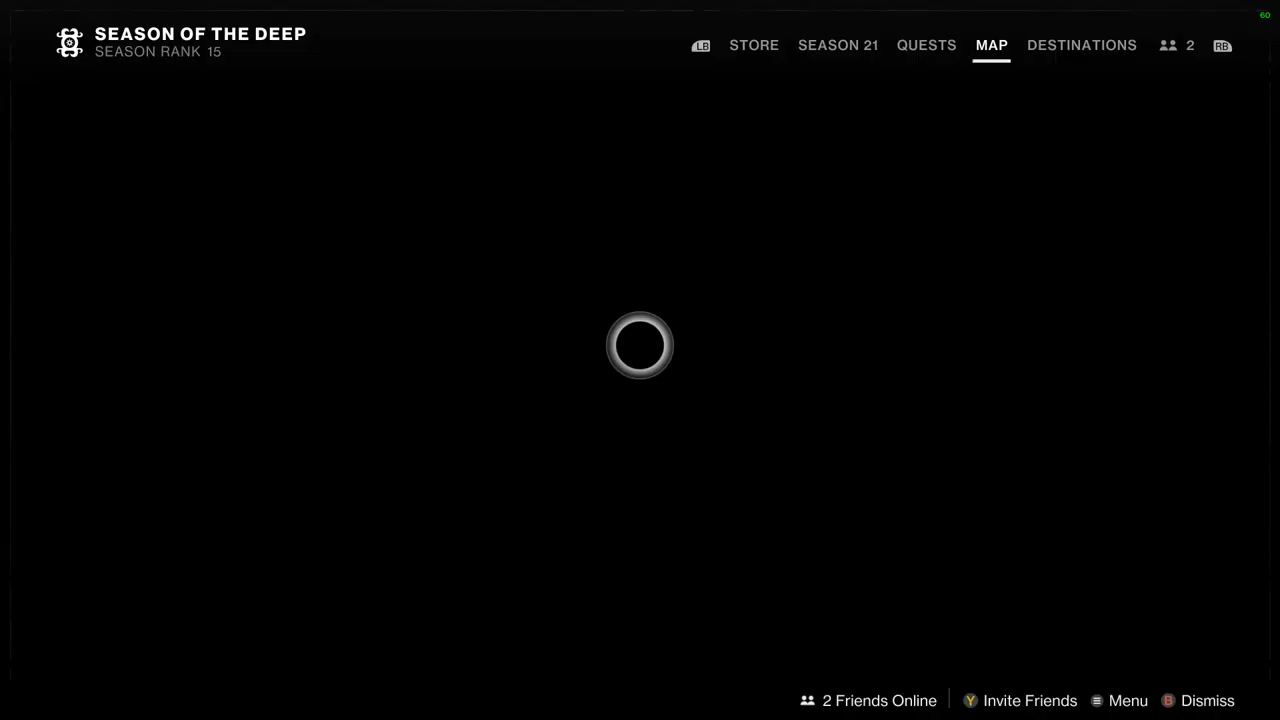 60
SEASON OF THE DEEP
SEASON RANK 15
LB STORE SEASON 21 QUESTS MAP DESTINATIONS 2 RB
2 Friends Online Y Invite Friends Menu B Dismiss